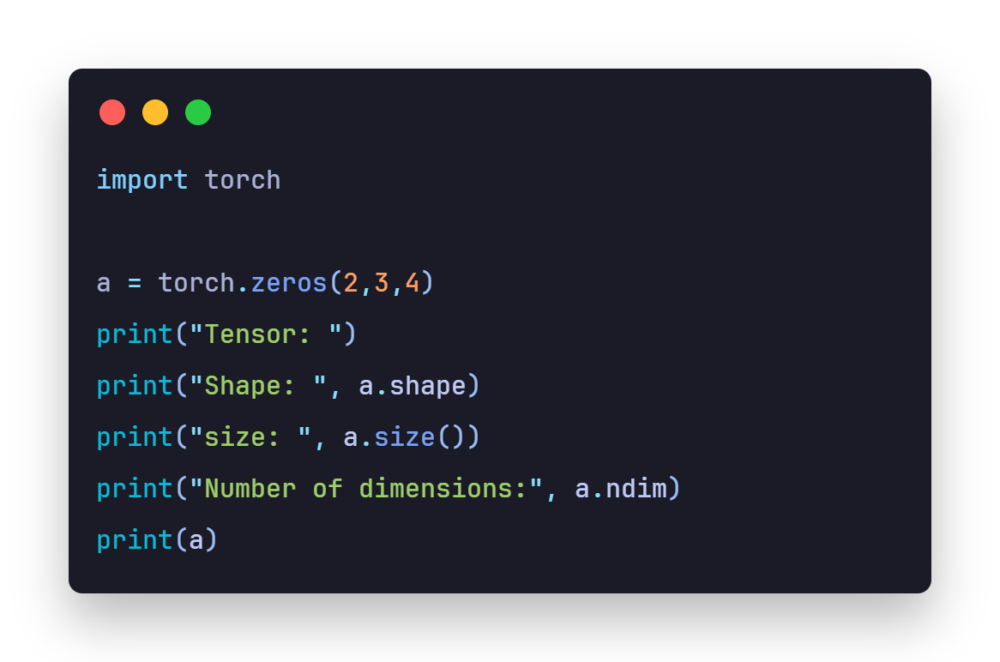 import torch

a = torch.zeros(2,3,4)
print("Tensor: ")
print("Shape: ", a.shape)
print("size: ", a.size())
print("Number of dimensions:", a.ndim)
print(a)